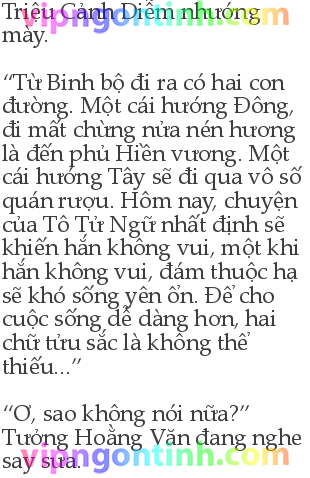 Triệu Cảnh Diễm nhướng
mày.
“Từ Binh bộ đi ra có hai con
đường. Một cái hướng Đông,
đi mất chừng nửa nén hương
là đến phủ Hiền vương. Một
cái hướng Tây sẽ đi qua vô số
quán rượu. Hôm nay, chuyện
của Tô Tử Ngữ nhất định sẽ
khiến hắn không vui, một khi
hắn không vui, đám thuộc hạ
sẽ khó sống yên ổn. Để cho
cuộc sống dễ dàng hơn, hai
chữ tửu sắc là không thể
thiếu...”
“Ơ, sao không nói nữa?”
Tưởng Hoằng Văn đang nghe
say sưa.
vipngontinh.com
vipngontinh.com